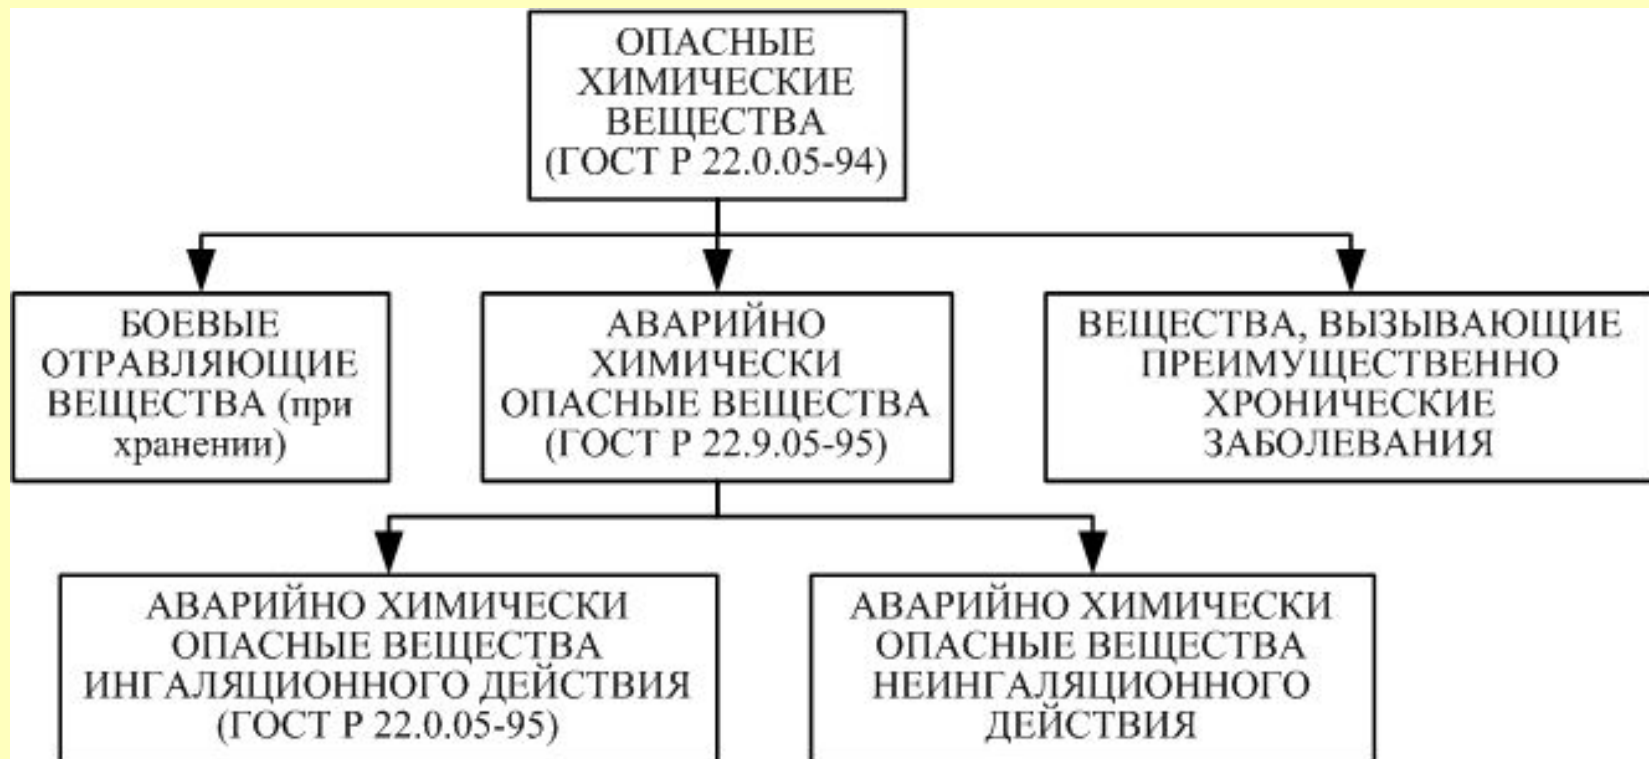 ОПАСНЫЕ
ХИМИЧЕСКИЕ
ВЕЩЕСТВА
(ГОСТ Р 22.0.05-94)
БОЕВЫЕ
ОТРАВЛЯЮЩИЕ
ВЕЩЕСТВА (при
хранении)
АВАРИЙНО
ХИМИЧЕСКИ
ОПАСНЫЕ ВЕЩЕСТВА
(ГОСТ Р 22.9.05-95)
ВЕЩЕСТВА, ВЫЗЫВАЮЩИЕ
ПРЕИМУЩЕСТВЕННО
ХРОНИЧЕСКИЕ
ЗАБОЛЕВАНИЯ
АВАРИЙНО ХИМИЧЕСКИ
ОПАСНЫЕ ВЕЩЕСТВА
ИНГАЛЯЦИОННОГО ДЕЙСТВИЯ
(ГОСТ Р 22.0.05-95)
АВАРИЙНО ХИМИЧЕСКИ
ОПАСНЫЕ ВЕЩЕСТВА
НЕИНГАЛЯЦИОННОГО
ДЕЙСТВИЯ